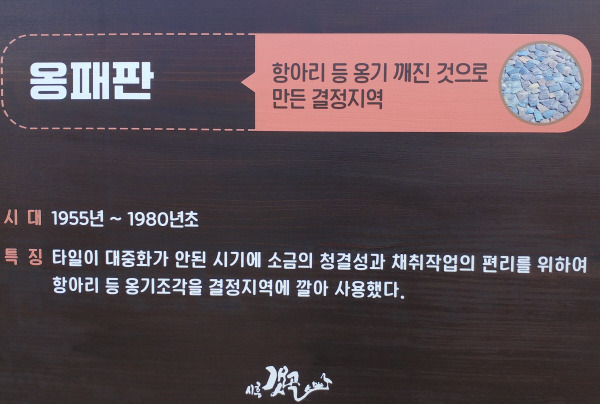 옹패판
항아리 등 옹기 깨진 것으로
만든 결정지역
시 대 1955년 ~ 1980년초
특 징 타일이 대중화가 안된 시기에 소금의 청결성과 채취작업의 편리를 위하여
항아리 등 옹기조각을 결정지역에 깔아 사용했다.
시흥 갯골